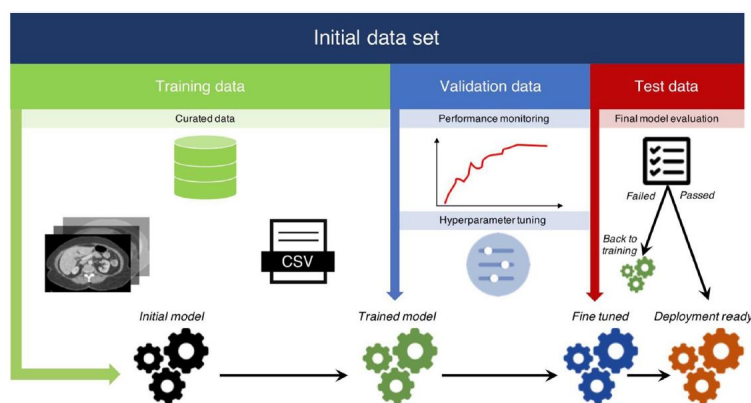 Initial data set
Training data
Validation data
Test data
Curated data
Performance monitoring
Final model evaluation
Failed
Passed
Hyperparameter tuning
Back to
training
CSV
Initial model
Trained model
Fine tuned
Deployment ready